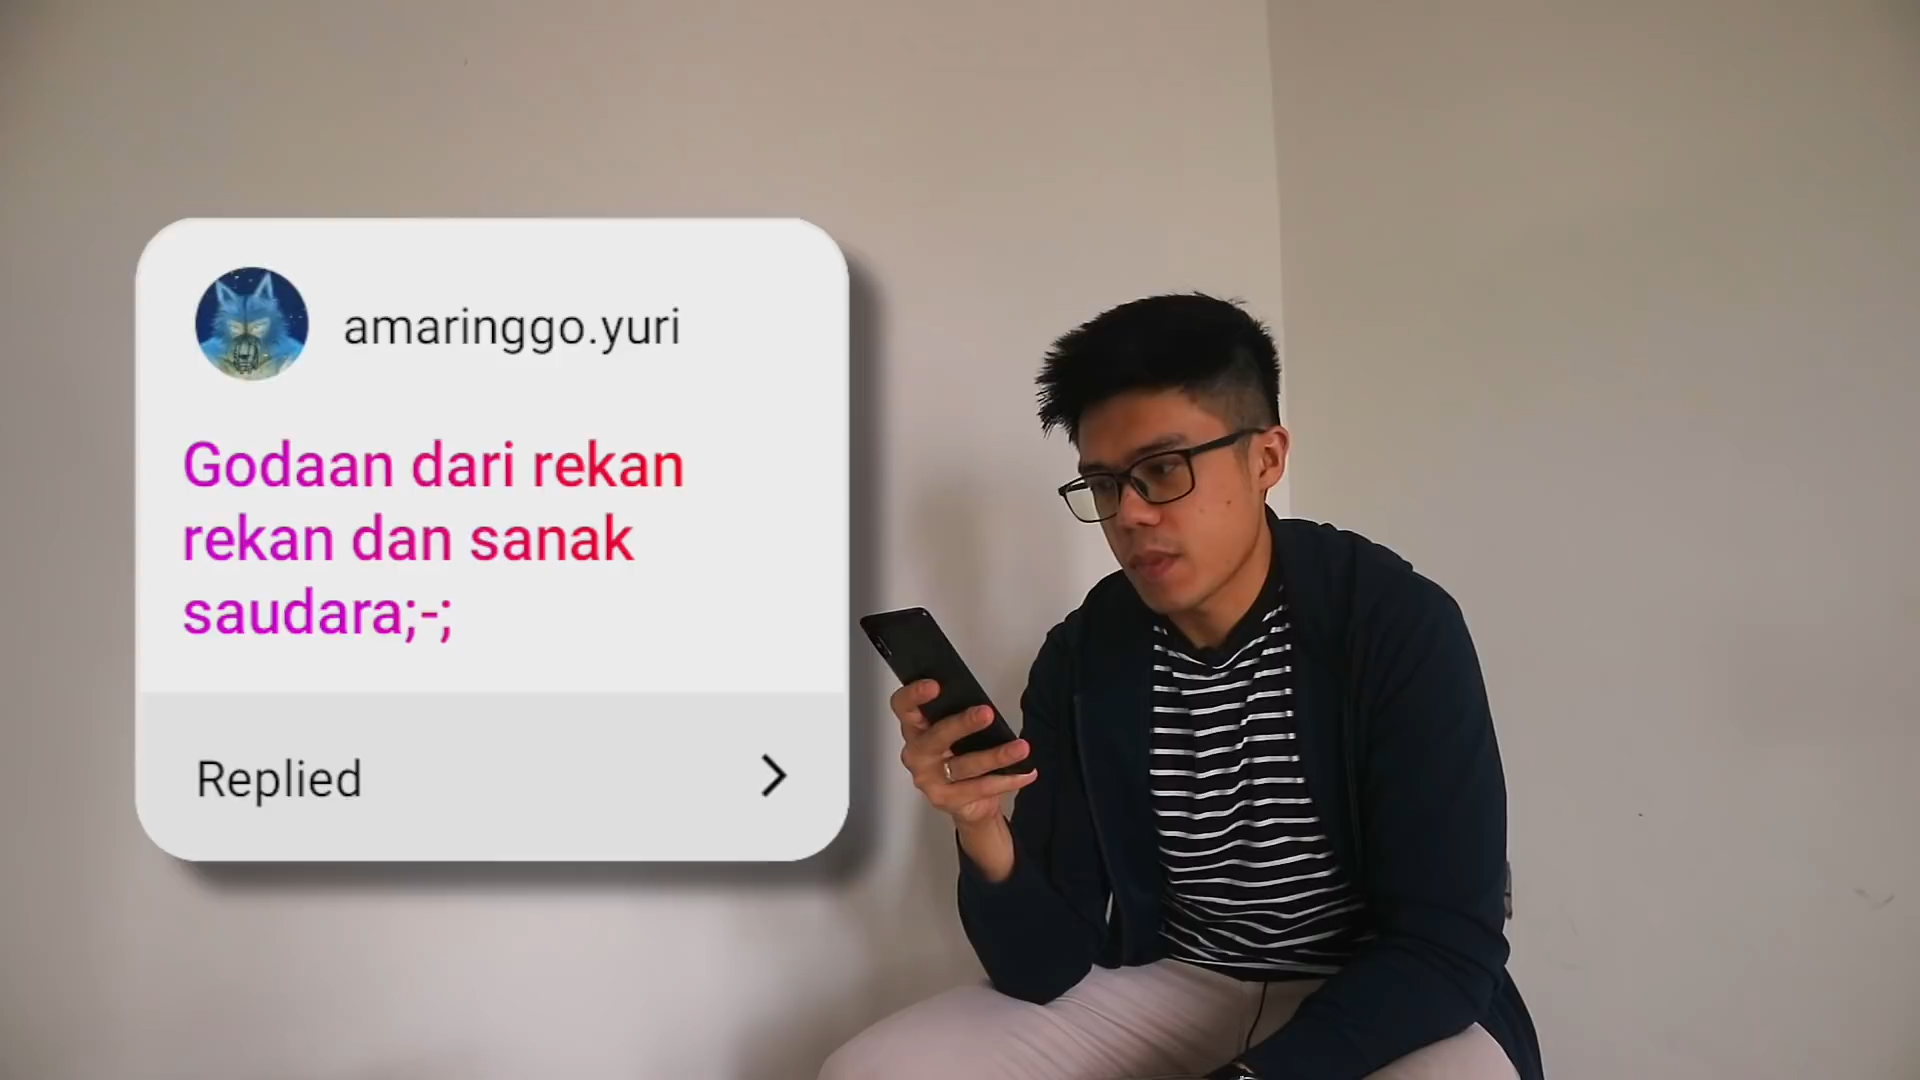 amaringgo.yuri
Godaan dari rekan
rekan dan sanak
saudara;-;
Replied